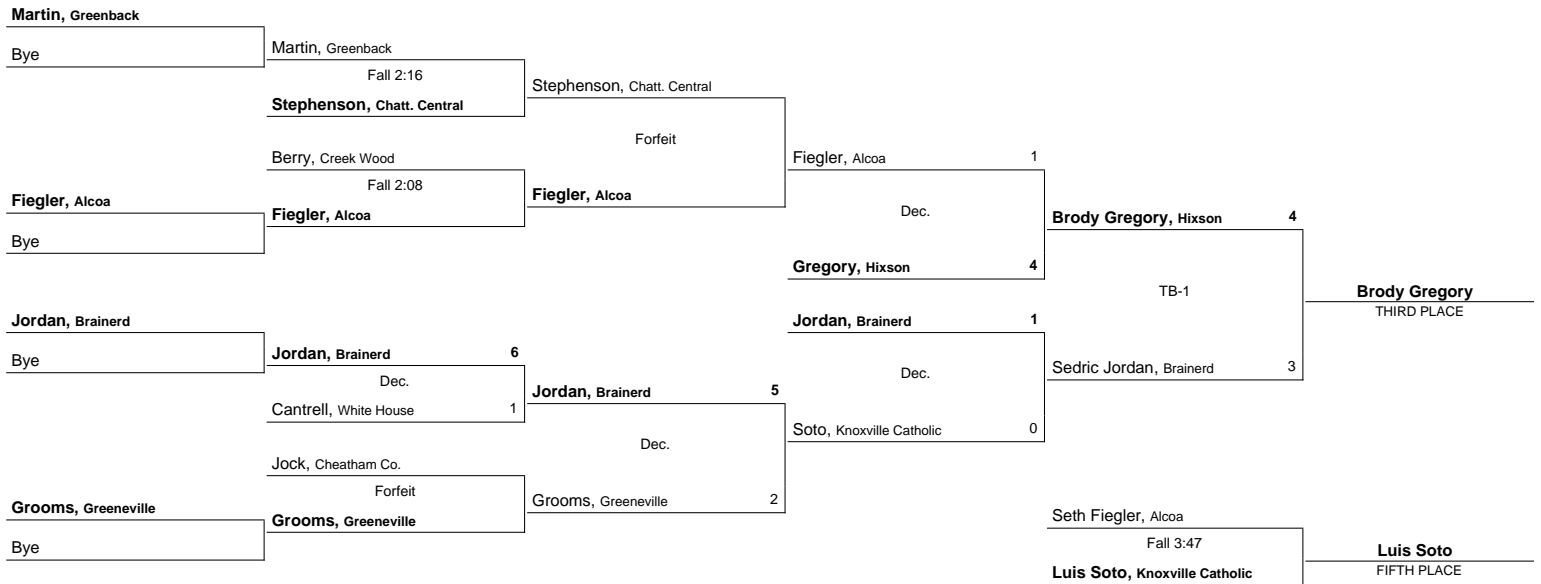 Martin, Greenback
Bye
Fiegler, Alcoa
Bye
Jordan, Brainerd
Bye
Grooms, Greeneville
Bye
Martin, Greenback
Fall 2:16
Stephenson, Chatt. Central
Berry, Creek Wood
Fall 2:08
Fiegler, Alcoa
Jordan, Brainerd 6
Dec.
Cantrell, White House 1
Jock, Cheatham Co.
Forfeit
Grooms, Greeneville
Stephenson, Chatt. Central
Forfeit
Fiegler, Alcoa
Jordan, Brainerd 5
Dec.
Grooms, Greeneville 2
Fiegler, Alcoa 1
Dec.
Gregory, Hixson 4
Jordan, Brainerd 1
Dec.
Soto, Knoxville Catholic 0
Brody Gregory, Hixson 4
TB-1
Sedric Jordan, Brainerd 3
Brody Gregory
THIRD PLACE
Seth Fiegler, Alcoa
Fall 3:47
Luis Soto, Knoxville Catholic
Luis Soto
FIFTH PLACE